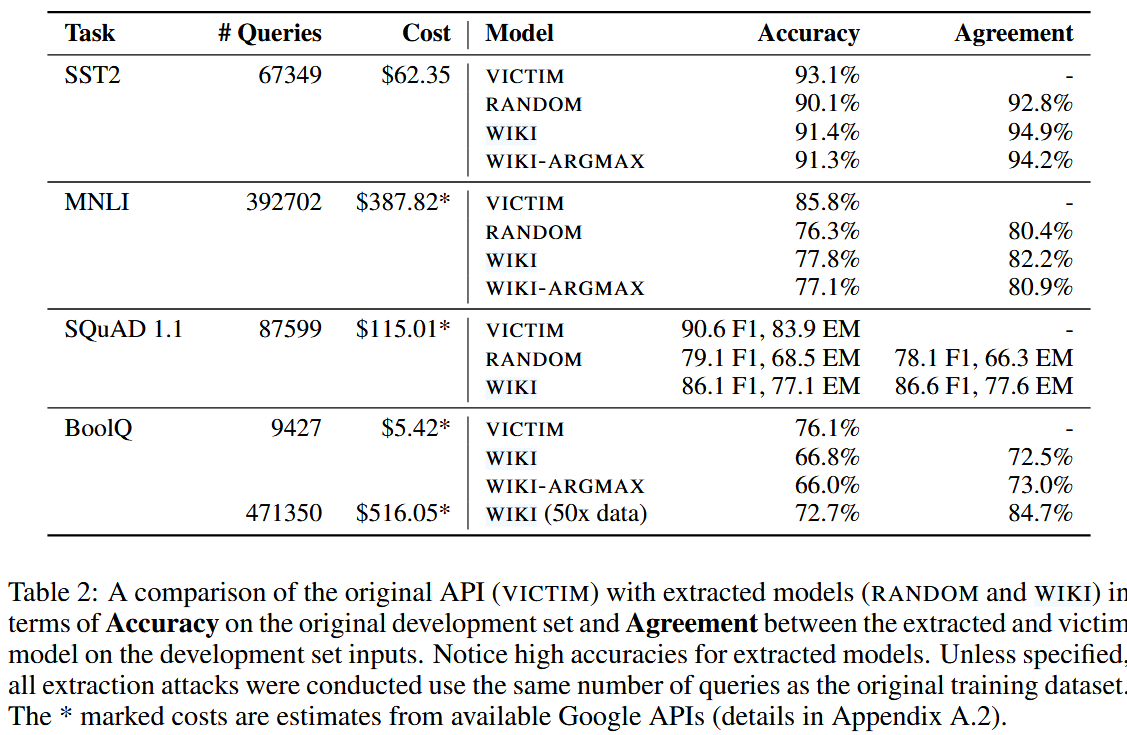 Task # Queries Cost Model Accuracy Agreement
SST2 67349 $62.35 VICTIM 93.1% -
RANDOM 90.1% 92.8%
WIKI 91.4% 94.9%
WIKI-ARGMAX 91.3% 94.2%
MNLI 392702 $387.82* VICTIM 85.8% -
RANDOM 76.3% 80.4%
WIKI 77.8% 82.2%
WIKI-ARGMAX 77.1% 80.9%
SQuAD 1.1 87599 $115.01* VICTIM 90.6 F1, 83.9 EM -
RANDOM 79.1 F1, 68.5 EM 78.1 F1, 66.3 EM
WIKI 86.1 F1, 77.1 EM 86.6 F1, 77.6 EM
BoolQ 9427 $5.42* VICTIM 76.1% -
WIKI 66.8% 72.5%
WIKI-ARGMAX 66.0% 73.0%
471350 $516.05* WIKI (50x data) 72.7% 84.7%
Table 2: A comparison of the original API (VICTIM) with extracted models (RANDOM and WIKI) in
terms of Accuracy on the original development set and Agreement between the extracted and victim
model on the development set inputs. Notice high accuracies for extracted models. Unless specified,
all extraction attacks were conducted use the same number of queries as the original training dataset.
The * marked costs are estimates from available Google APIs (details in Appendix A.2).